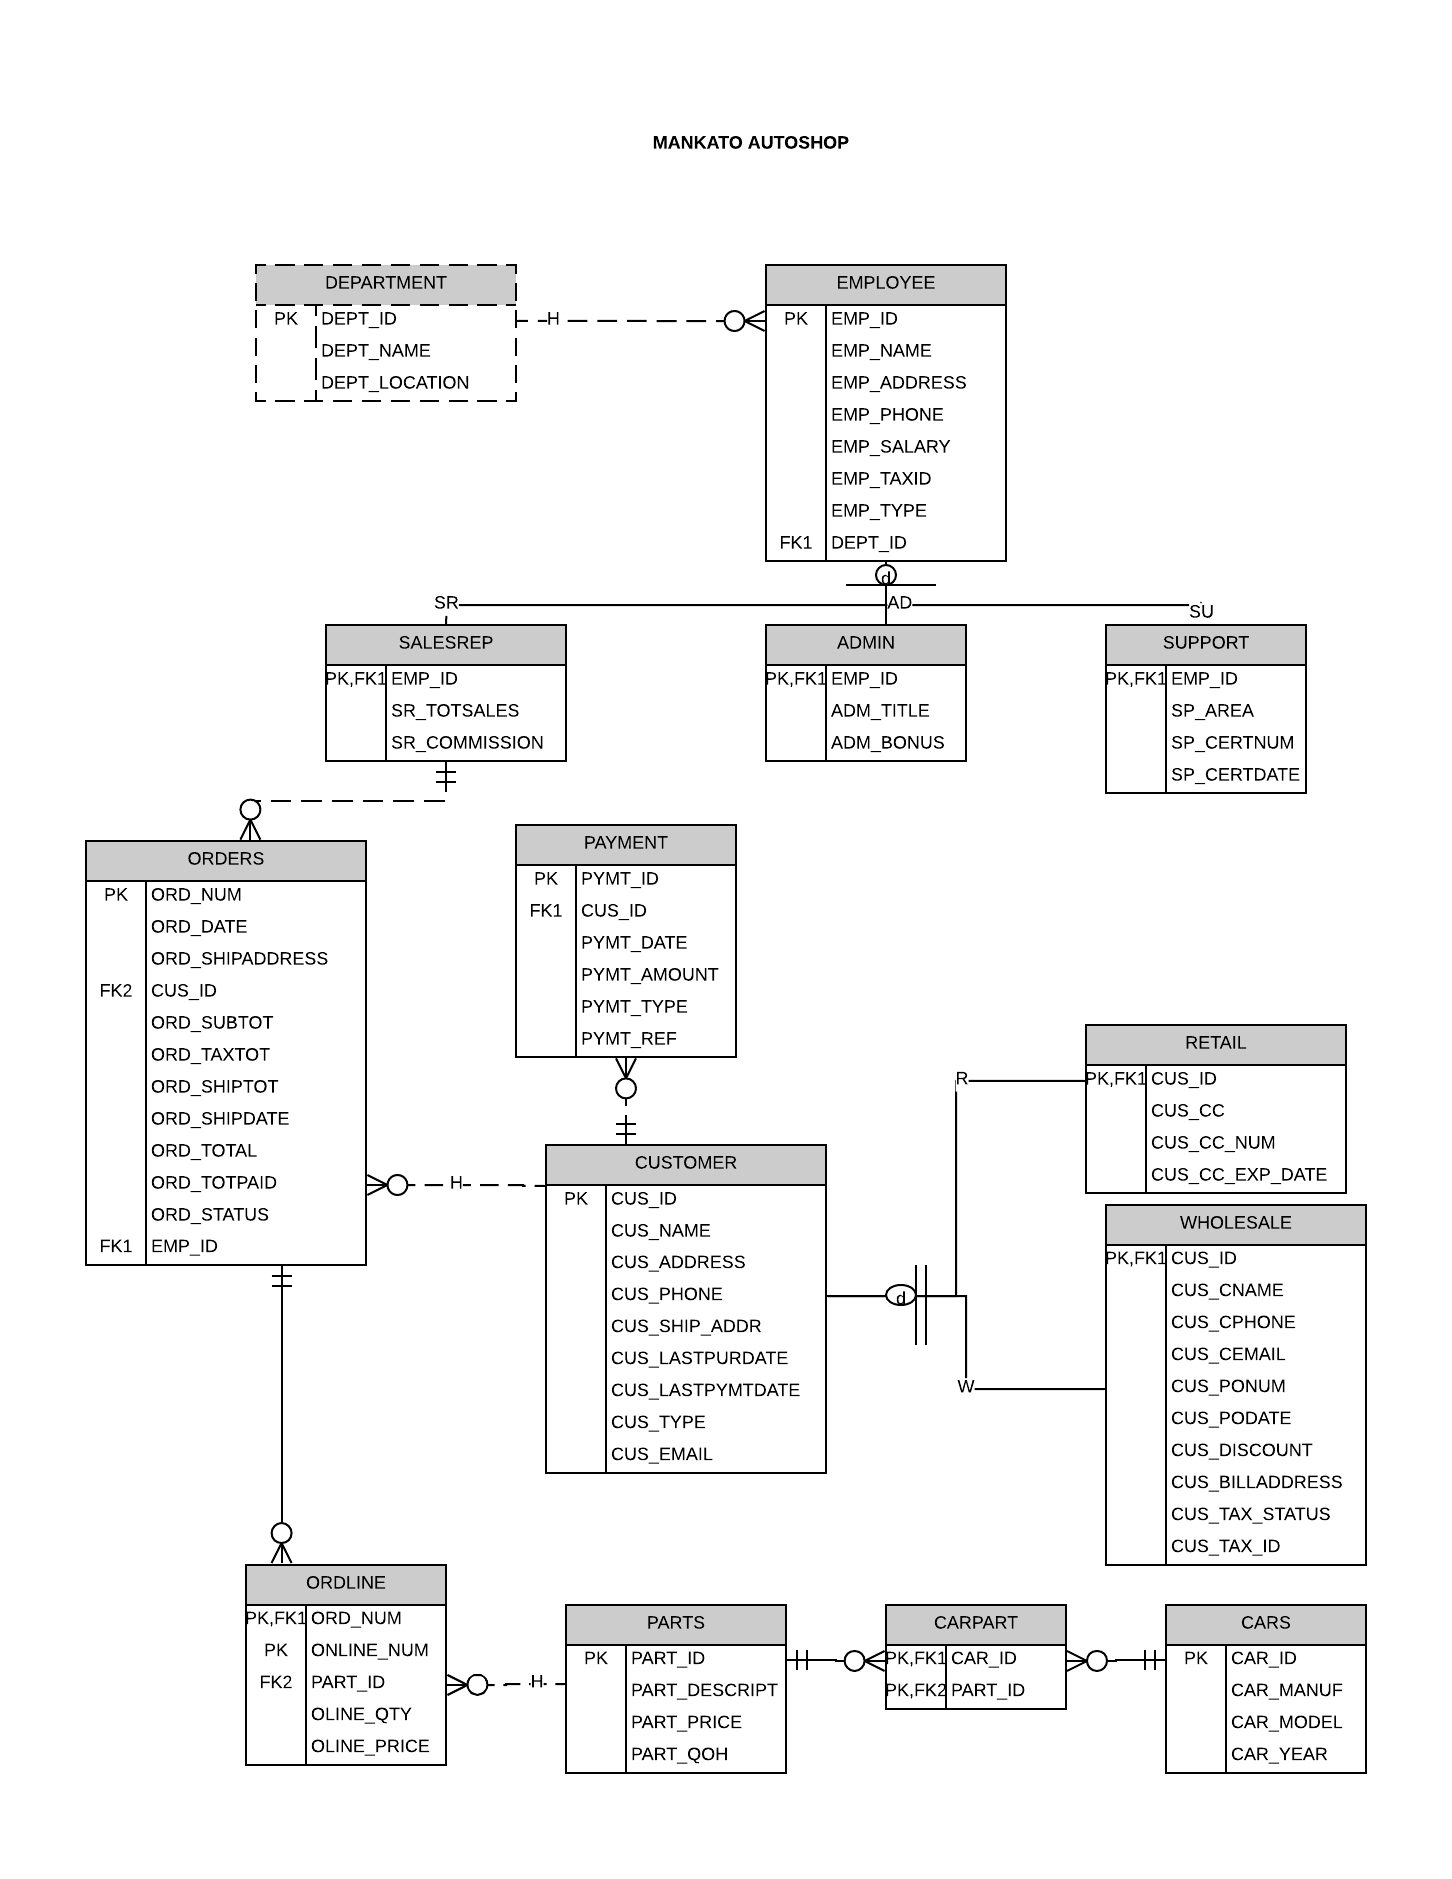 MANKATO AUTOSHOP
DEPARTMENT
PK DEPT_ID
DEPT_NAME
DEPT_LOCATION
H
EMPLOYEE
PK EMP_ID
EMP_NAME
EMP_ADDRESS
EMP_PHONE
EMP_SALARY
EMP_TAXID
EMP_TYPE
FK1 DEPT_ID
d
SR
AD
SU
SALESREP
PK,FK1 EMP_ID
SR_TOTSALES
SR_COMMISSION
ADMIN
PK,FK1 EMP_ID
ADM_TITLE
ADM_BONUS
SUPPORT
PK,FK1 EMP_ID
SP_AREA
SP_CERTNUM
SP_CERTDATE
ORDERS
PK ORD_NUM
ORD_DATE
ORD_SHIPADDRESS
FK2 CUS_ID
ORD_SUBTOT
ORD_TAXTOT
ORD_SHIPTOT
ORD_SHIPDATE
ORD_TOTAL
ORD_TOTPAID
ORD_STATUS
FK1 EMP_ID
PAYMENT
PK PYMT_ID
FK1 CUS_ID
PYMT_DATE
PYMT_AMOUNT
PYMT_TYPE
PYMT_REF
H
CUSTOMER
PK CUS_ID
CUS_NAME
CUS_ADDRESS
CUS_PHONE
CUS_SHIP_ADDR
CUS_LASTPURDATE
CUS_LASTPYMTDATE
CUS_TYPE
CUS_EMAIL
d
R
W
RETAIL
PK,FK1 CUS_ID
CUS_CC
CUS_CC_NUM
CUS_CC_EXP_DATE
WHOLESALE
PK,FK1 CUS_ID
CUS_CNAME
CUS_CPHONE
CUS_CEMAIL
CUS_PONUM
CUS_PODATE
CUS_DISCOUNT
CUS_BILLADDRESS
CUS_TAX_STATUS
CUS_TAX_ID
ORDLINE
PK,FK1 ORD_NUM
PK ONLINE_NUM
FK2 PART_ID
OLINE_QTY
OLINE_PRICE
H
PARTS
PK PART_ID
PART_DESCRIPT
PART_PRICE
PART_QOH
CARPART
PK,FK1 CAR_ID
PK,FK2 PART_ID
CARS
PK CAR_ID
CAR_MANUF
CAR_MODEL
CAR_YEAR